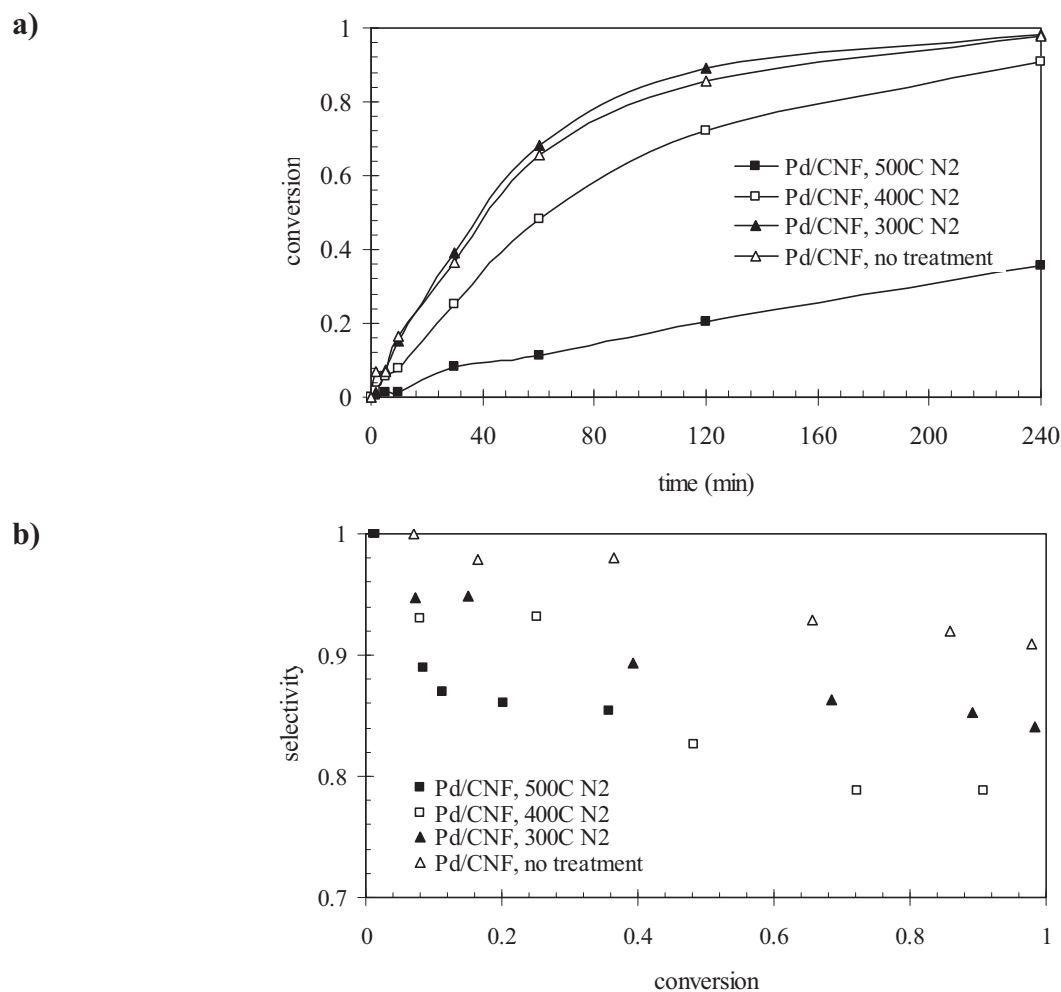 a)
1
0.8
0.6
0.4
0.2
0
conversion
Pd/CNF, 500C N2
Pd/CNF, 400C N2
Pd/CNF, 300C N2
Pd/CNF, no treatment
0 40 80 120 160 200 240
time (min)
b)
1
0.9
0.8
0.7
selectivity
Pd/CNF, 500C N2
Pd/CNF, 400C N2
Pd/CNF, 300C N2
Pd/CNF, no treatment
0 0.2 0.4 0.6 0.8 1
conversion